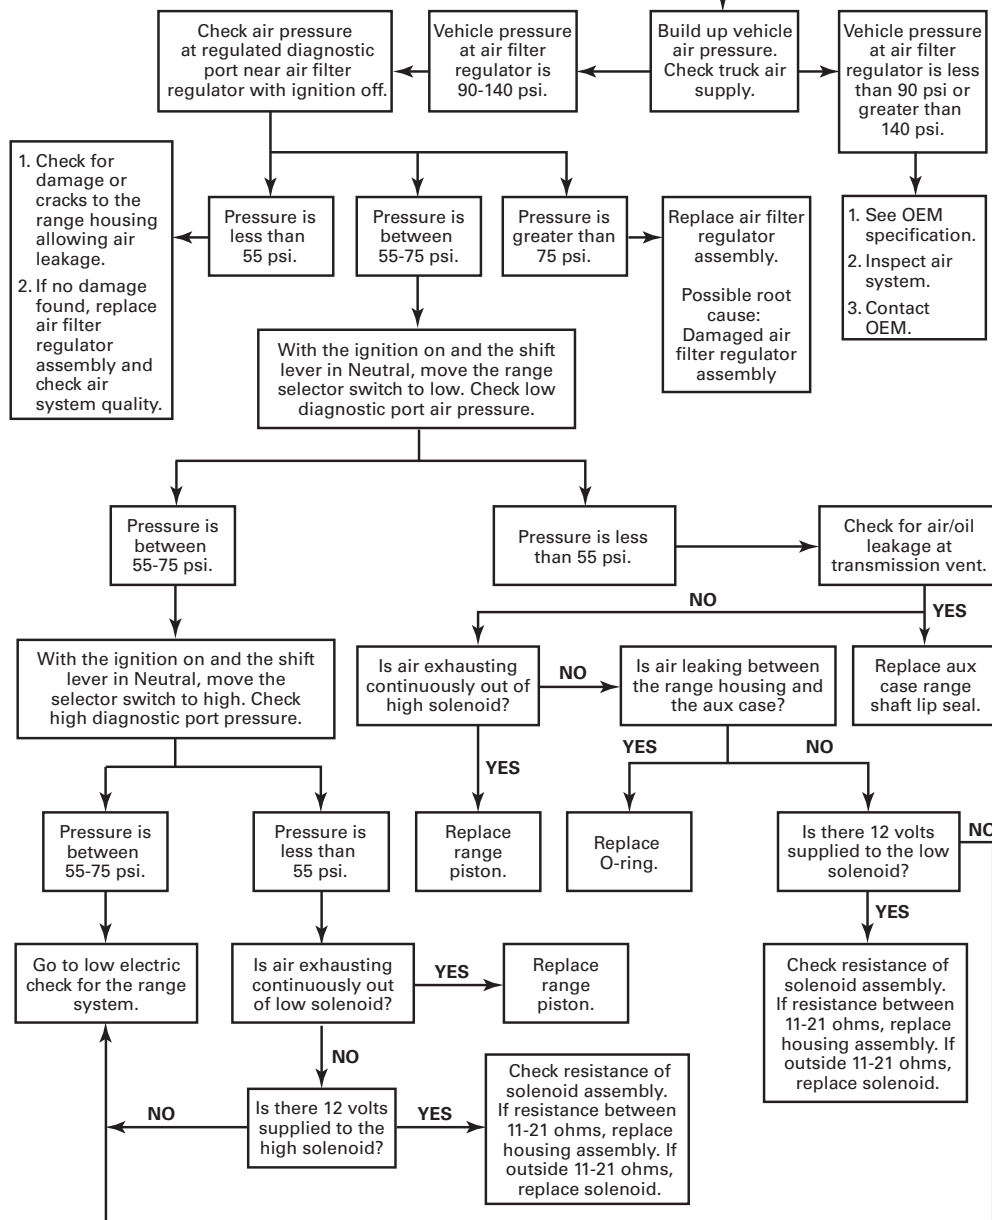 Check air pressure
at regulated diagnostic
port near air filter
regulator with ignition off.
Vehicle pressure
at air filter
regulator is
90-140 psi.
Build up vehicle
air pressure.
Check truck air
supply.
Vehicle pressure
at air filter
regulator is less
than 90 psi or
greater than
140 psi.
1. Check for
damage or
cracks to the
range housing
allowing air
leakage.
2. If no damage
found, replace
air filter
regulator
assembly and
check air
system quality.
Pressure is
less than
55 psi.
Pressure is
between
55-75 psi.
Pressure is
greater than
75 psi.
Replace air filter
regulator
assembly.
Possible root
cause:
Damaged air
filter regulator
assembly
1. See OEM
specification.
2. Inspect air
system.
3. Contact
OEM.
With the ignition on and the shift
lever in Neutral, move the range
selector switch to low. Check low
diagnostic port air pressure.
Pressure is
between
55-75 psi.
Pressure is less
than 55 psi.
Check for air/oil
leakage at
transmission vent.
NO
YES
With the ignition on and the shift
lever in Neutral, move the
selector switch to high. Check
high diagnostic port pressure.
Is air exhausting
continuously out of
high solenoid?
NO
Is air leaking between
the range housing and
the aux case?
Replace aux
case range
shaft lip seal.
YES
YES
NO
Pressure is
between
55-75 psi.
Pressure is
less than
55 psi.
Replace
range
piston.
Replace
O-ring.
Is there 12 volts
supplied to the low
solenoid?
NO
YES
Go to low electric
check for the range
system.
Is air exhausting
continuously out
of low solenoid?
YES
Replace
range
piston.
Check resistance of
solenoid assembly.
If resistance between
11-21 ohms, replace
housing assembly. If
outside 11-21 ohms,
replace solenoid.
NO
NO
Is there 12 volts
supplied to the
high solenoid?
YES
Check resistance of
solenoid assembly.
If resistance between
11-21 ohms, replace
housing assembly. If
outside 11-21 ohms,
replace solenoid.